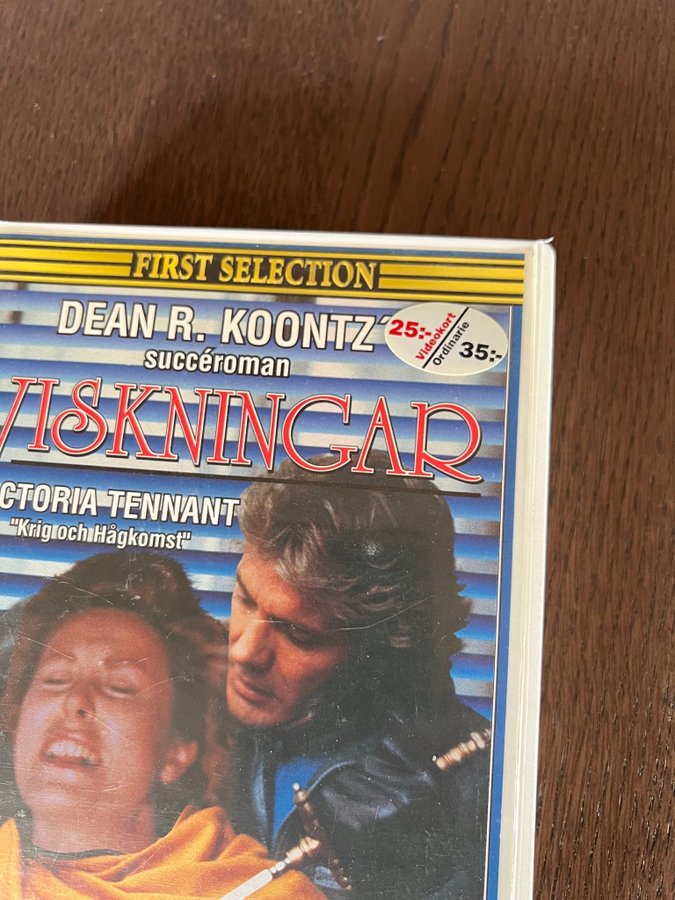 FIRST SELECTION
DEAN R. KOONTZ'
succéroman
25:-
Videokort
Ordinarie
35:-
VISKNINGAR
CTORIA TENNANT
"Krig och Hågkomst"